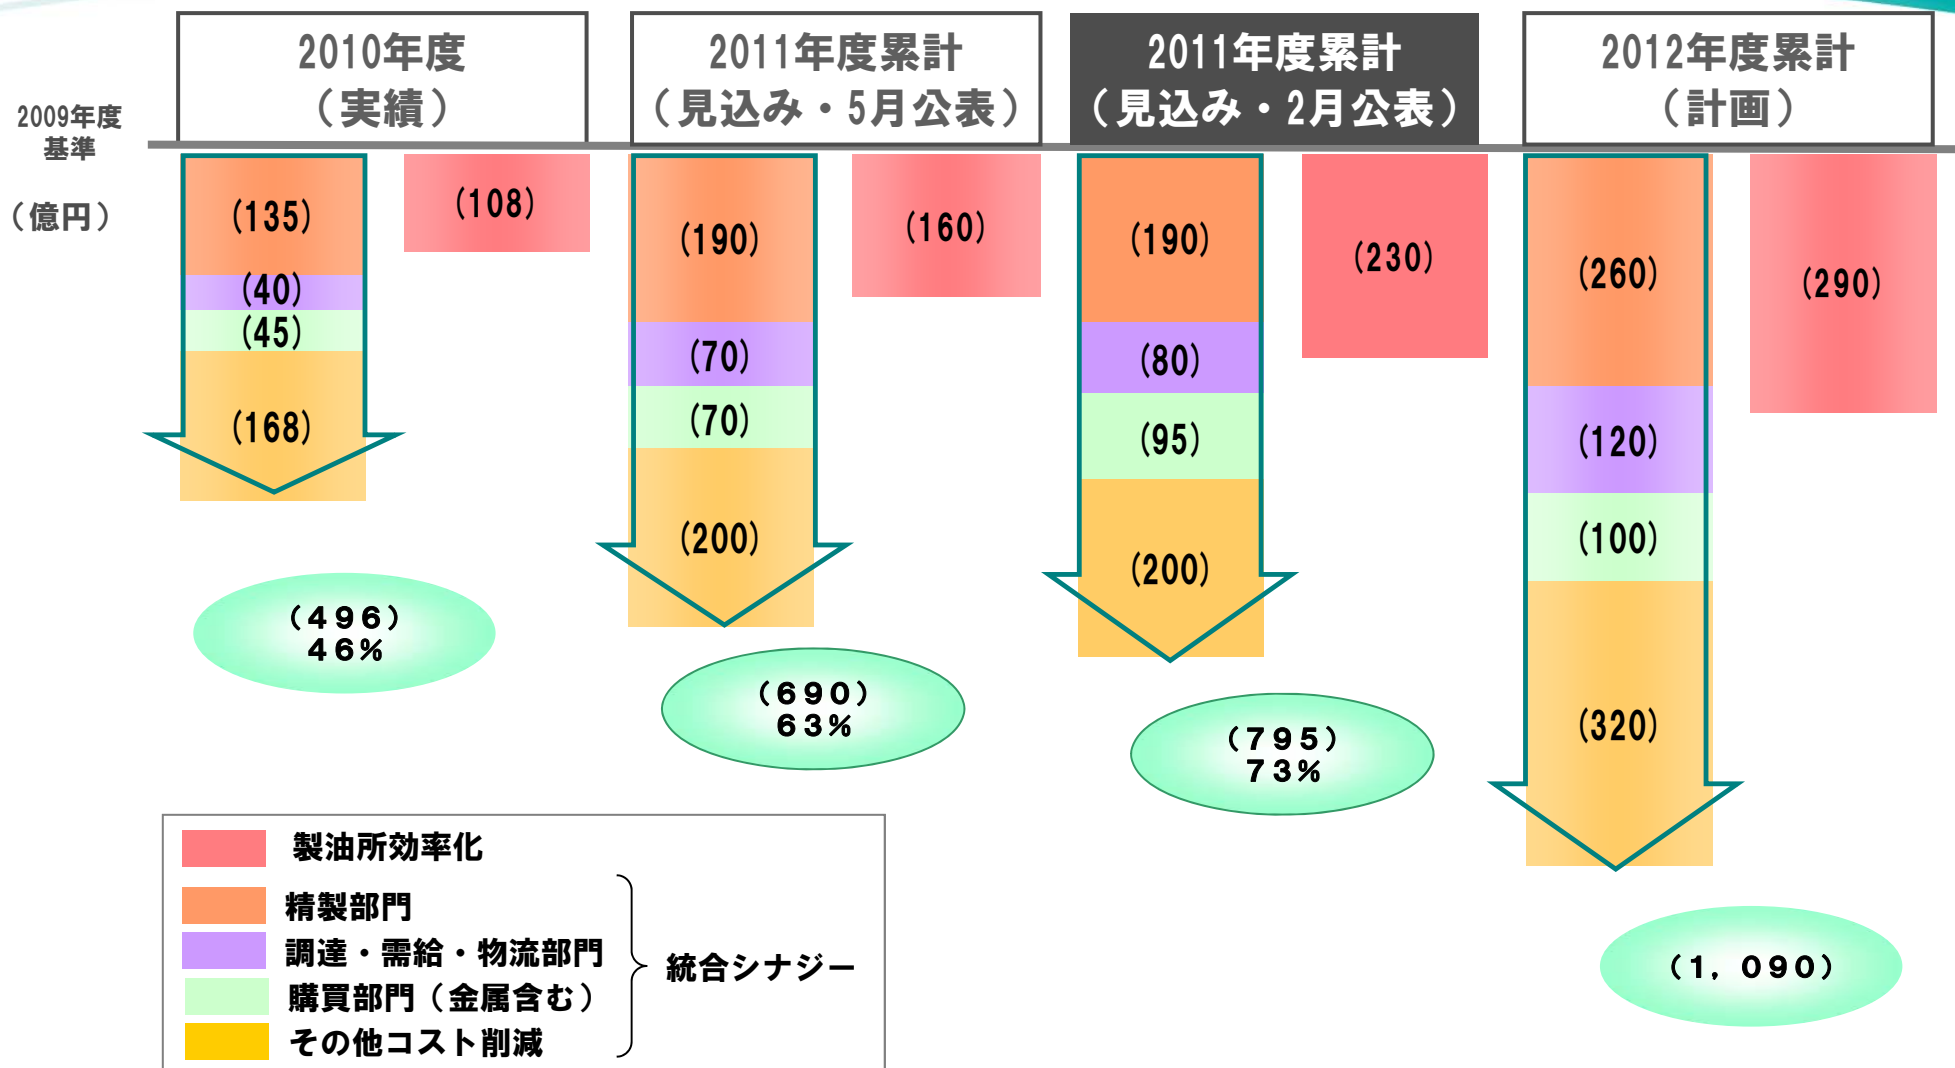 2010年度
（実績）
2011年度累計
（見込み・5月公表）
2011年度累計
（見込み・2月公表）
2012年度累計
（計画）
2009年度
基準
（億円）
(135)
(40)
(45)
(168)
(108)
(496)
46%
(190)
(70)
(70)
(200)
(160)
(690)
63%
(190)
(80)
(95)
(200)
(230)
(795)
73%
(260)
(120)
(100)
(320)
(290)
(1,090)
製油所効率化
精製部門
調達・需給・物流部門
購買部門（金属含む）
その他コスト削減
統合シナジー